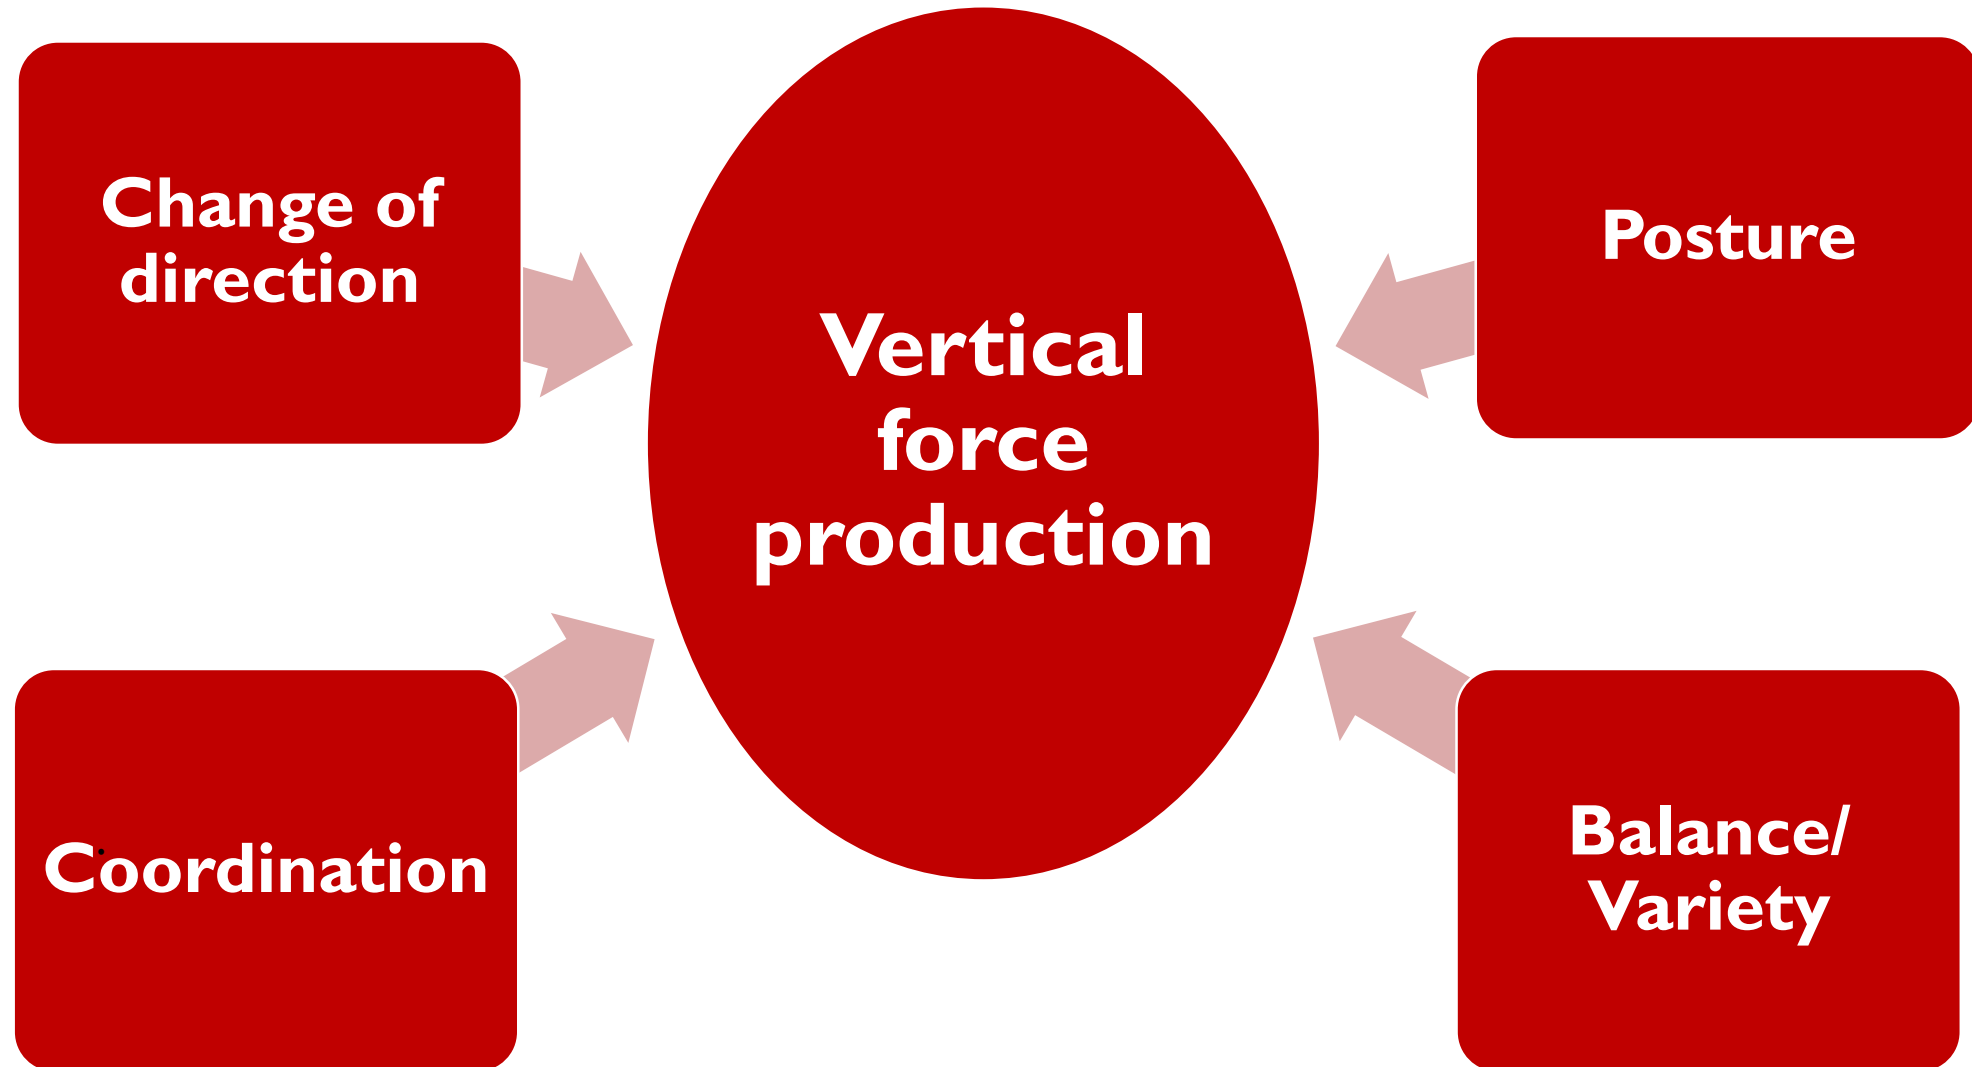 Change of
direction
Posture
Vertical
force
production
Coordination
Balance/
Variety